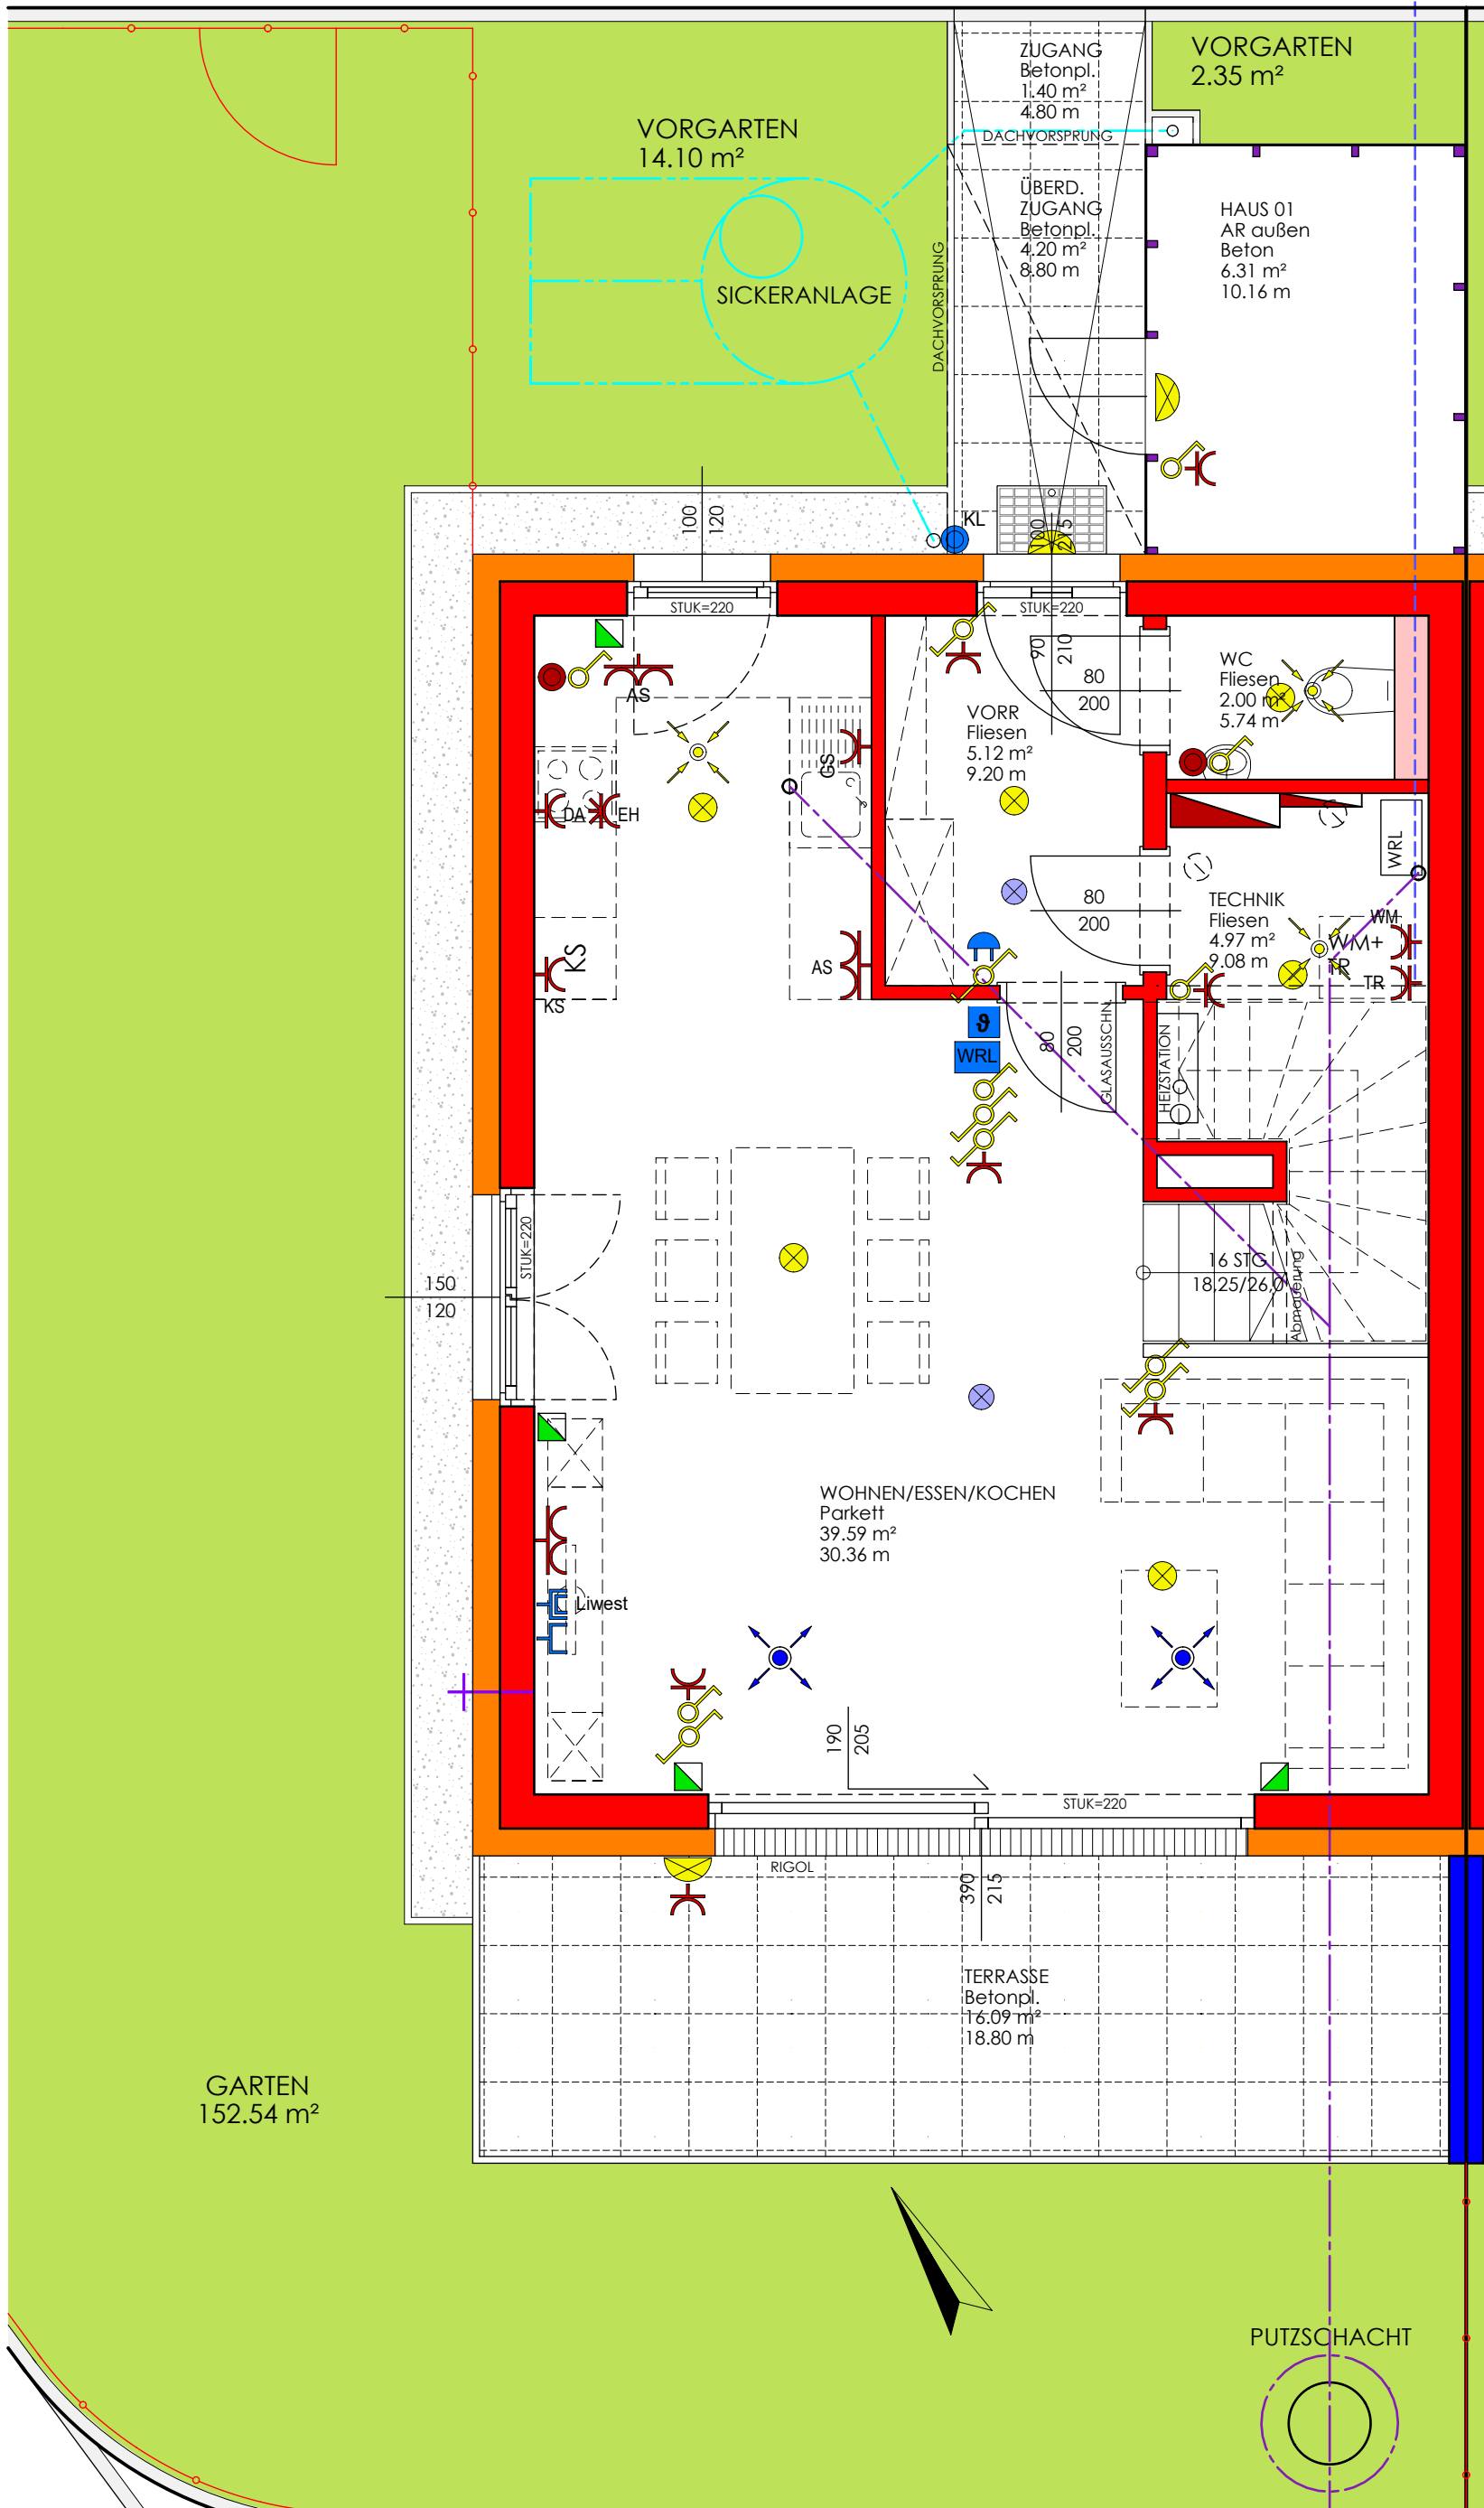 ZUGANG
Betonpl.
1.40 m²
4.80 m
VORGARTEN
2.35 m²
VORGARTEN
14.10 m²
DACHVORSPRUNG
ÜBERD.
ZUGANG
Betonpl.
4.20 m²
8.80 m
HAUS 01
AR außen
Beton
6.31 m²
10.16 m
DACHVORSPRUNG
SICKERANLAGE
100
120
KL
100
215
STUK=220
STUK=220
90
210
80
200
WC
Fliesen
2.00 m²
5.74 m
AS
VORR
Fliesen
5.12 m²
9.20 m
GS
DA
EH
WRL
80
200
TECHNIK
Fliesen
4.97 m²
9.08 m
WM
WM+
TR
TR
KS
AS
KS
ϑ
WRL
80
200
GLASAUSSCHN.
HEIZSTATION
STUK=220
150
120
16 STG
18,25/26,0
Abmauerung
WOHNEN/ESSEN/KOCHEN
Parkett
39.59 m²
30.36 m
Liwest
190
205
STUK=220
RIGOL
390
215
TERRASSE
Betonpl.
16.09 m²
18.80 m
GARTEN
152.54 m²
PUTZSCHACHT